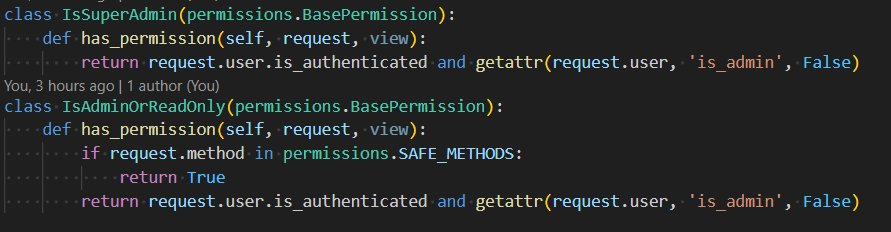 class IsSuperAdmin(permissions.BasePermission):
    def has_permission(self, request, view):
        return request.user.is_authenticated and getattr(request.user, 'is_admin', False)
You, 3 hours ago | 1 author (You)
class IsAdminOrReadOnly(permissions.BasePermission):
    def has_permission(self, request, view):
        if request.method in permissions.SAFE_METHODS:
            return True
        return request.user.is_authenticated and getattr(request.user, 'is_admin', False)